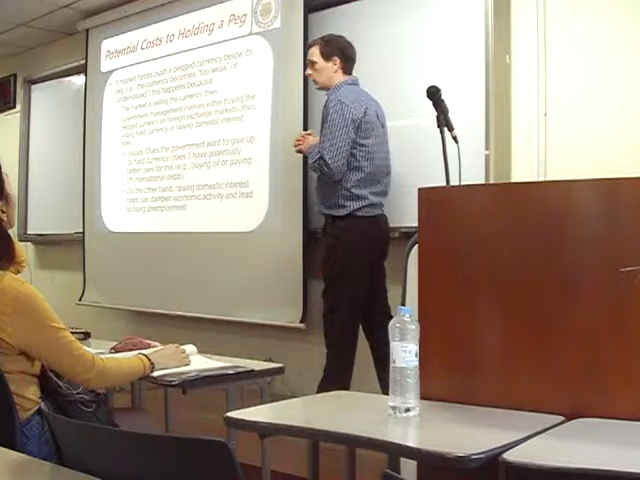 Potential Costs to Holding a Peg
If market forces push a pegged currency below its
peg (i.e., the currency becomes "too weak" or
"undervalued") this happens because
The market is selling the currency, then
Government management involves either buying the
pegged currency on foreign exchange markets (thus,
selling hard currency or raising domestic interest
rates
Issues: Does the government want to give up
its hard currency (does it have potentially
better uses for this (e.g., buying oil or paying
off international debts)
On the other hand, raising domestic interest
rates can dampen economic activity and lead
to rising unemployment